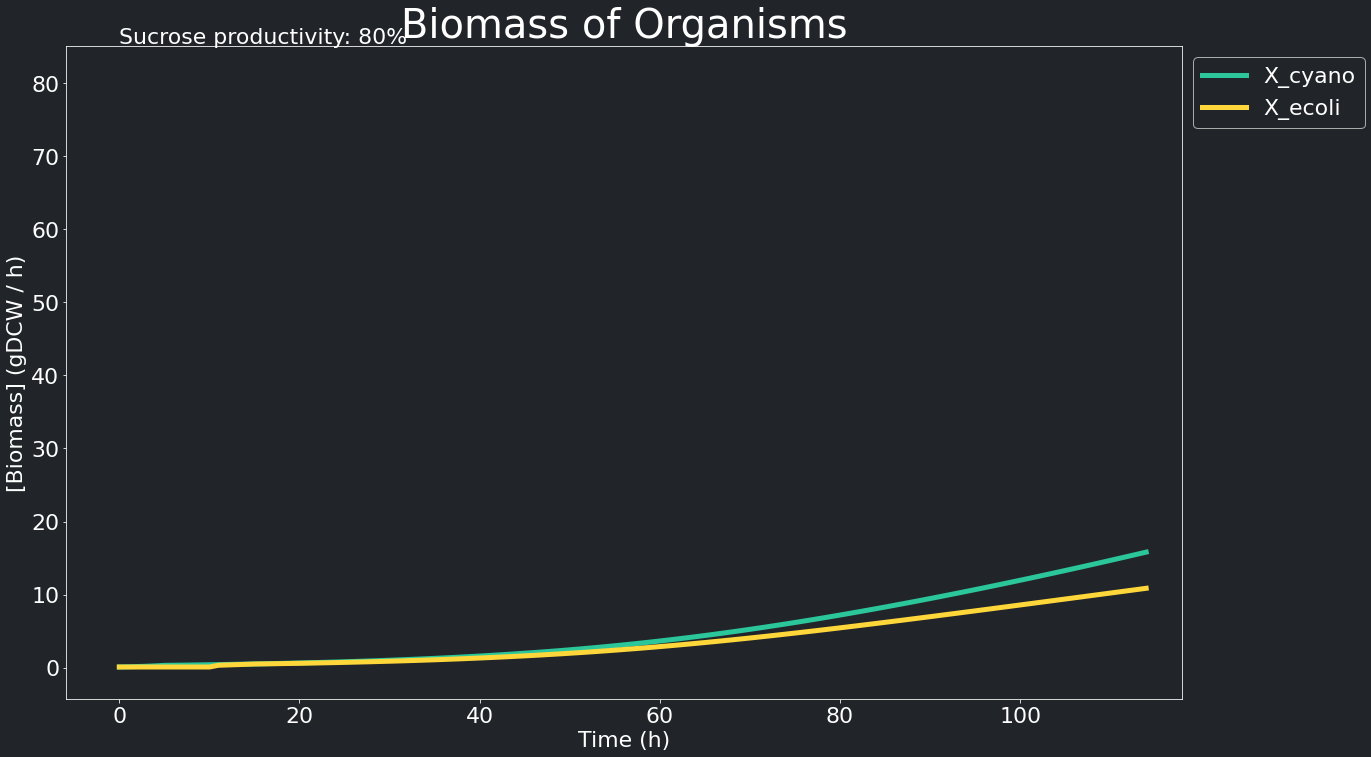 Biomass of Organisms
Sucrose productivity: 80%
X_cyano
X_ecoli
[Biomass] (gDCW / h)
80
70
60
50
40
30
20
10
0
0 20 40 60 80 100
Time (h)